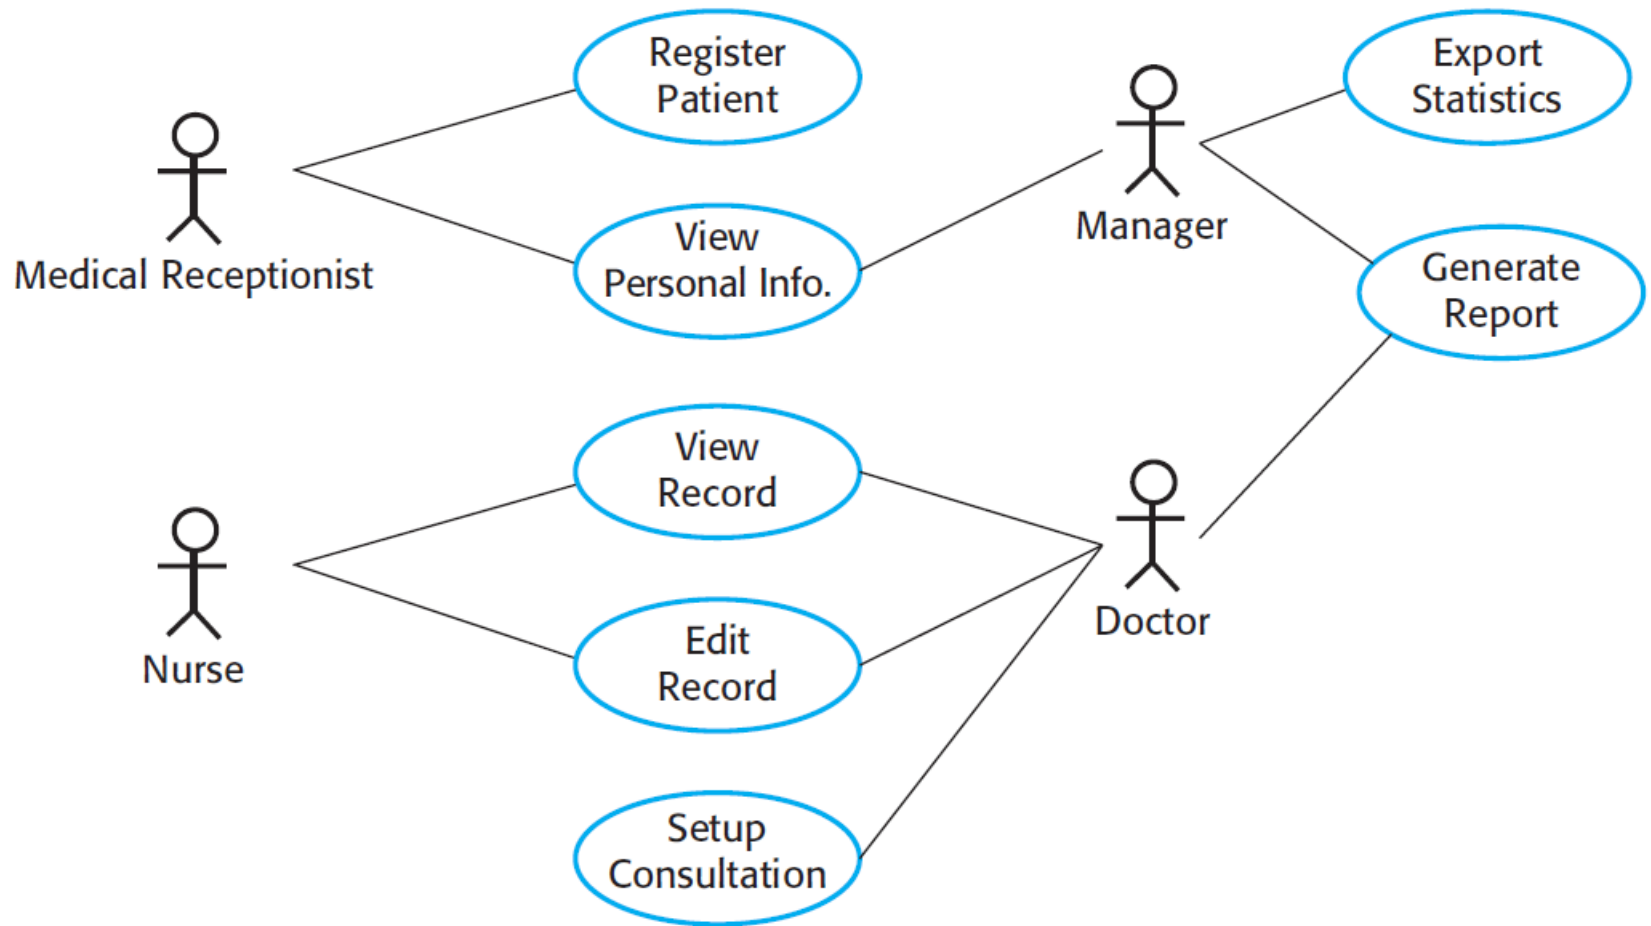 Register
Patient
Export
Statistics
Medical Receptionist
View
Personal Info.
Manager
Generate
Report
View
Record
Nurse
Edit
Record
Doctor
Setup
Consultation